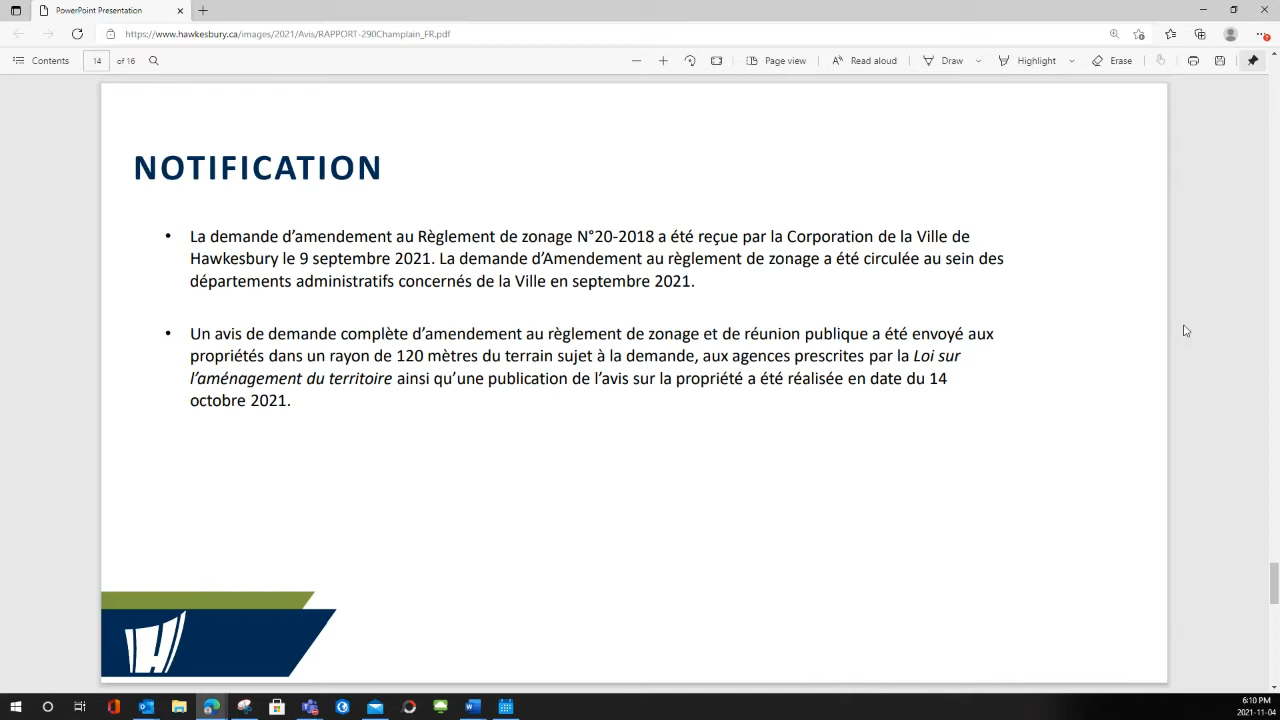 PowerPoint Presentation
https://www.hawkesbury.ca/images/2021/Avis/RAPPORT-290Champlain_FR.pdf
Contents 14 of 16 Page view Read aloud Draw Highlight Erase
NOTIFICATION
• La demande d’amendement au Règlement de zonage N°20-2018 a été reçue par la Corporation de la Ville de
Hawkesbury le 9 septembre 2021. La demande d’Amendement au règlement de zonage a été circulée au sein des
départements administratifs concernés de la Ville en septembre 2021.
• Un avis de demande complète d’amendement au règlement de zonage et de réunion publique a été envoyé aux
propriétés dans un rayon de 120 mètres du terrain sujet à la demande, aux agences prescrites par la Loi sur
l’aménagement du territoire ainsi qu’une publication de l’avis sur la propriété a été réalisée en date du 14
octobre 2021.
6:10 PM
2021-11-04